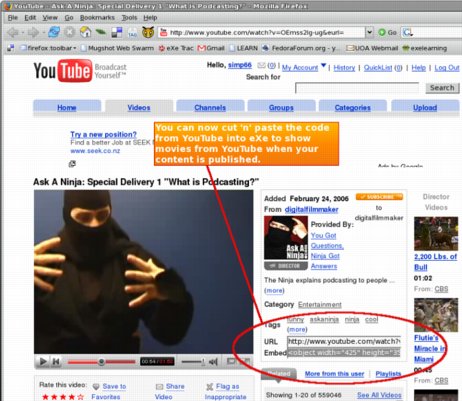 YouTube - Ask A Ninja: Special Delivery 1 "What is Podcasting?" - Mozilla Firefox
File Edit View Go Bookmarks Tools Help
http://www.youtube.com/watch?v=OEmss2lg-ug&eurl=
Go
firefox:toolbar Mugshot Web Swarm eXe Trac Gmail LEARN FedoraForum.org - y... UOA Webmail exelearning
YouTube Broadcast Yourself™
Hello, simp66 (0) | My Account | History | QuickList (0) | Help | Log Out
Search for
Search
Home Videos Channels Groups Categories Upload
Try a new position?
Find a better Job at SEEK
www.seek.co.nz
You can now cut 'n' paste the code
from YouTube into eXe to show
movies from YouTube when your
content is published.
Ads by Google
Ask A Ninja: Special Delivery 1 "What is Podcasting?"
Added February 24, 2006
From digitalfilmmaker
SUBSCRIBE
to
digitalfilmmaker
Provided By:
You Got
Questions,
Ninja Got
Answers
Ask A
Ninja
DIRECTOR
The Ninja explains podcasting to people ...
(more)
Category Entertainment
Tags funny askaninja ninja cool
(more)
URL http://www.youtube.com/watch?v
Embed <object width="425" height="35
Related More from this user Playlists
Showing 1-20 of 559046 See All Videos
Director
Videos
2,200 Lbs. of
Bull
01:02
From: CBS
Flutie's
Miracle in
Miami
From: CBS
00:54
Rate this video:
Save to
Favorites
Share
Video
Flag as
Inappropriate